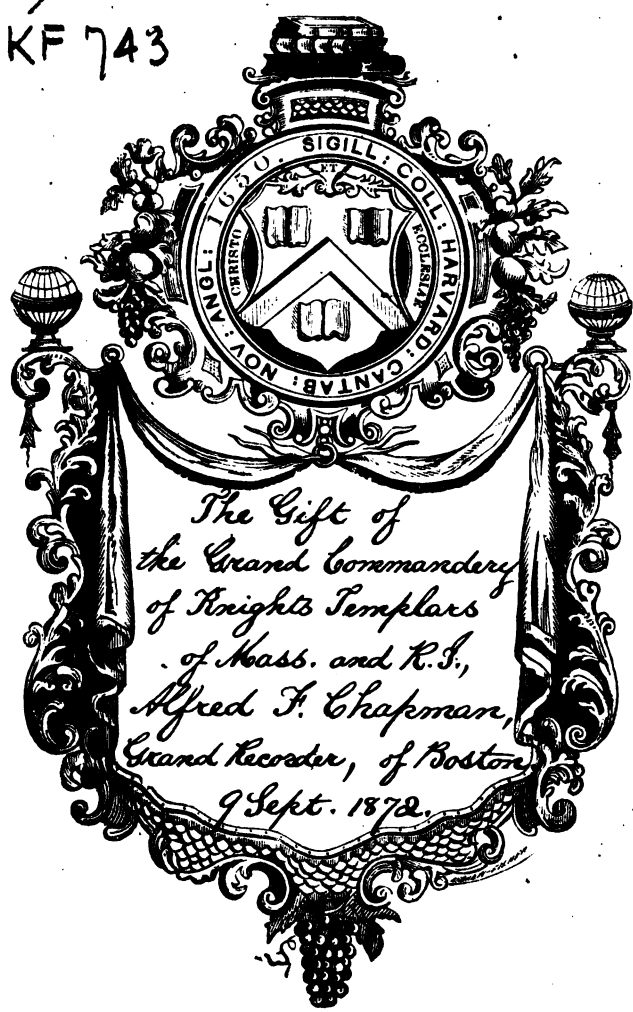 KF 743
SIGILL: COLL: HARVARD: CANTAB: NOV: ANGL: 1650.
CHRISTO ET ECCLESIAE
The Gift of
the Grand Commandery
of Knights Templars
of Mass. and R.I.,
Alfred F. Chapman,
Grand Recorder, of Boston
9 Sept. 1872.